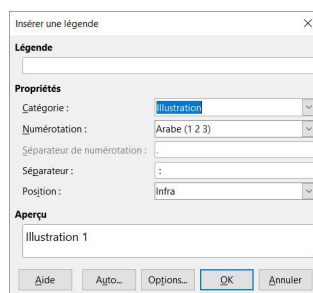 Insérer une légende
Légende
Propriétés
Catégorie : Illustration
Numérotation : Arabe (1 2 3)
Séparateur de numérotation : .
Séparateur : :
Position : Infra
Aperçu
Illustration 1
Aide Auto... Options... OK Annuler